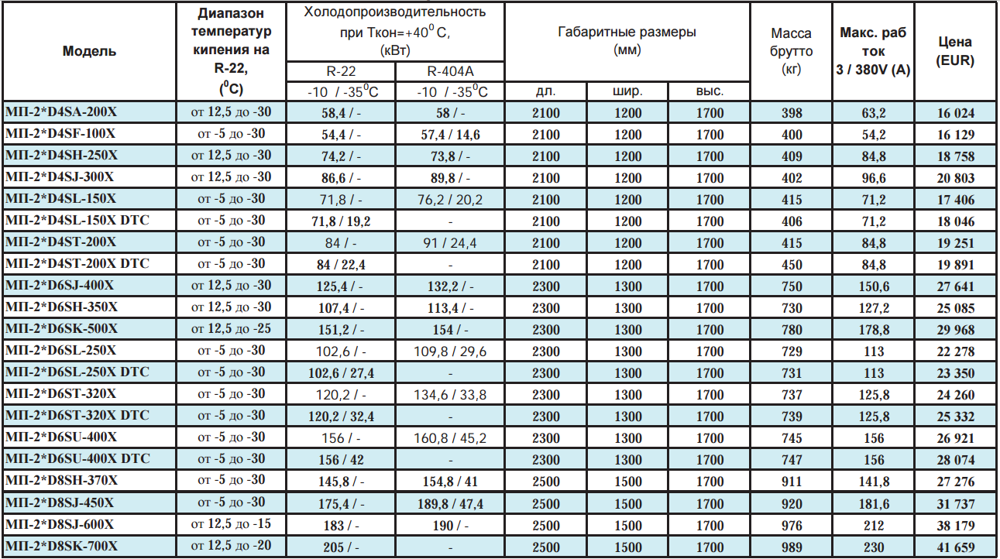 Модель
Диапазон
температур
кипения на
R-22,
(⁰С)
Холодопроизводительность
при Ткон=+40⁰ С,
(кВт)
Габаритные размеры
(мм)
Масса
брутто
(кг)
Макс. раб
ток
3 / 380V (А)
Цена
(EUR)
R-22 R-404A
-10 / -35⁰С -10 / -35⁰С дл. шир. выс.
МП-2*D4SA-200X от 12,5 до -30 58,4 / - 58 / - 2100 1200 1700 398 63,2 16 024
МП-2*D4SF-100X от -5 до -30 54,4 / - 57,4 / 14,6 2100 1200 1700 400 54,2 16 129
МП-2*D4SH-250X от 12,5 до -30 74,2 / - 73,8 / - 2100 1200 1700 409 84,8 18 758
МП-2*D4SJ-300X от 12,5 до -30 86,6 / - 89,8 / - 2100 1200 1700 402 96,6 20 803
МП-2*D4SL-150X от -5 до -30 71,8 / - 76,2 / 20,2 2100 1200 1700 415 71,2 17 406
МП-2*D4SL-150X DTC от -5 до -30 71,8 / 19,2 - 2100 1200 1700 406 71,2 18 046
МП-2*D4ST-200X от -5 до -30 84 / - 91 / 24,4 2100 1200 1700 415 84,8 19 251
МП-2*D4ST-200X DTC от -5 до -30 84 / 22,4 - 2100 1200 1700 450 84,8 19 891
МП-2*D6SJ-400X от 12,5 до -30 125,4 / - 132,2 / - 2300 1300 1700 750 150,6 27 641
МП-2*D6SH-350X от 12,5 до -30 107,4 / - 113,4 / - 2300 1300 1700 730 127,2 25 085
МП-2*D6SK-500X от 12,5 до -25 151,2 / - 154 / - 2300 1300 1700 780 178,8 29 968
МП-2*D6SL-250X от -5 до -30 102,6 / - 109,8 / 29,6 2300 1300 1700 729 113 22 278
МП-2*D6SL-250X DTC от -5 до -30 102,6 / 27,4 - 2300 1300 1700 731 113 23 350
МП-2*D6ST-320X от -5 до -30 120,2 / - 134,6 / 33,8 2300 1300 1700 737 125,8 24 260
МП-2*D6ST-320X DTC от -5 до -30 120,2 / 32,4 - 2300 1300 1700 739 125,8 25 332
МП-2*D6SU-400X от -5 до -30 156 / - 160,8 / 45,2 2300 1300 1700 745 156 26 921
МП-2*D6SU-400X DTC от -5 до -30 156 / 42 - 2300 1300 1700 747 156 28 074
МП-2*D8SH-370X от -5 до -30 145,8 / - 154,8 / 41 2500 1500 1700 911 141,8 27 276
МП-2*D8SJ-450X от -5 до -30 175,4 / - 189,8 / 47,4 2500 1500 1700 920 181,6 31 737
МП-2*D8SJ-600X от 12,5 до -15 183 / - 190 / - 2500 1500 1700 976 212 38 179
МП-2*D8SK-700X от 12,5 до -20 205 / - - 2500 1500 1700 989 230 41 659